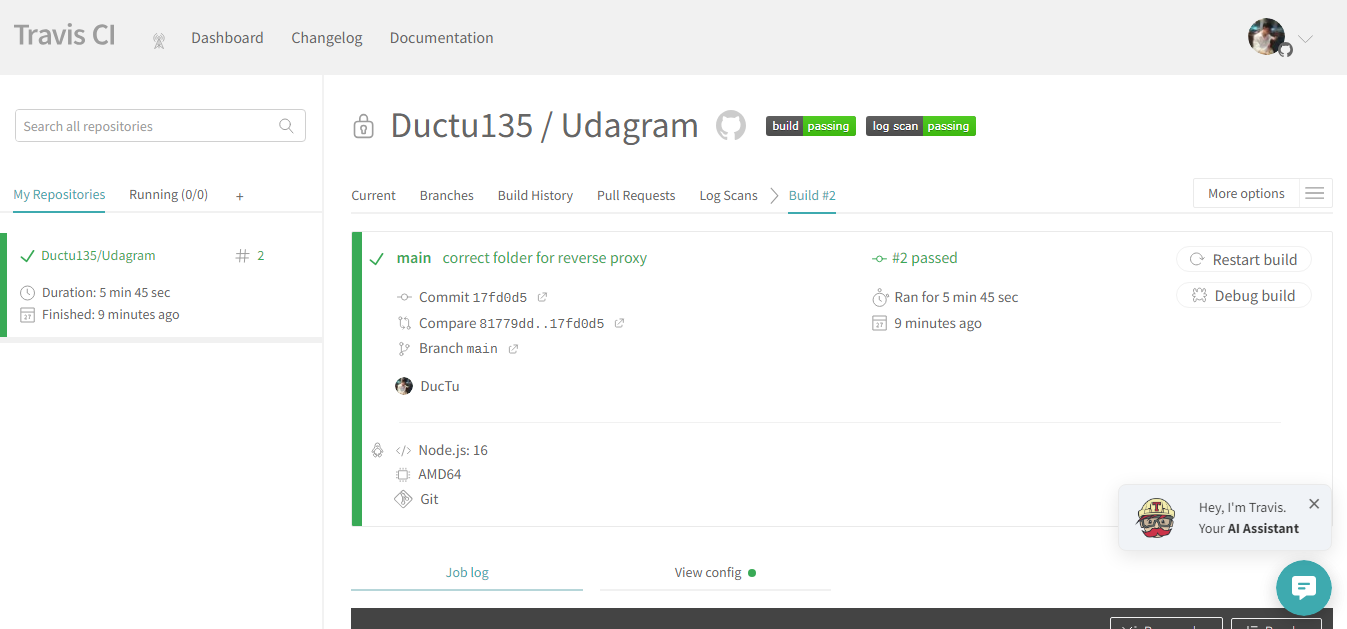 Travis CI
Dashboard
Changelog
Documentation
Search all repositories
My Repositories
Running (0/0)
+
Ductu135/Udagram
# 2
Duration: 5 min 45 sec
Finished: 9 minutes ago
Ductu135 / Udagram
build passing
log scan passing
Current
Branches
Build History
Pull Requests
Log Scans
Build #2
More options
main correct folder for reverse proxy
Commit 17fd0d5
Compare 81779dd..17fd0d5
Branch main
DucTu
#2 passed
Ran for 5 min 45 sec
9 minutes ago
Restart build
Debug build
Node.js: 16
AMD64
Git
Hey, I'm Travis.
Your AI Assistant
Job log
View config